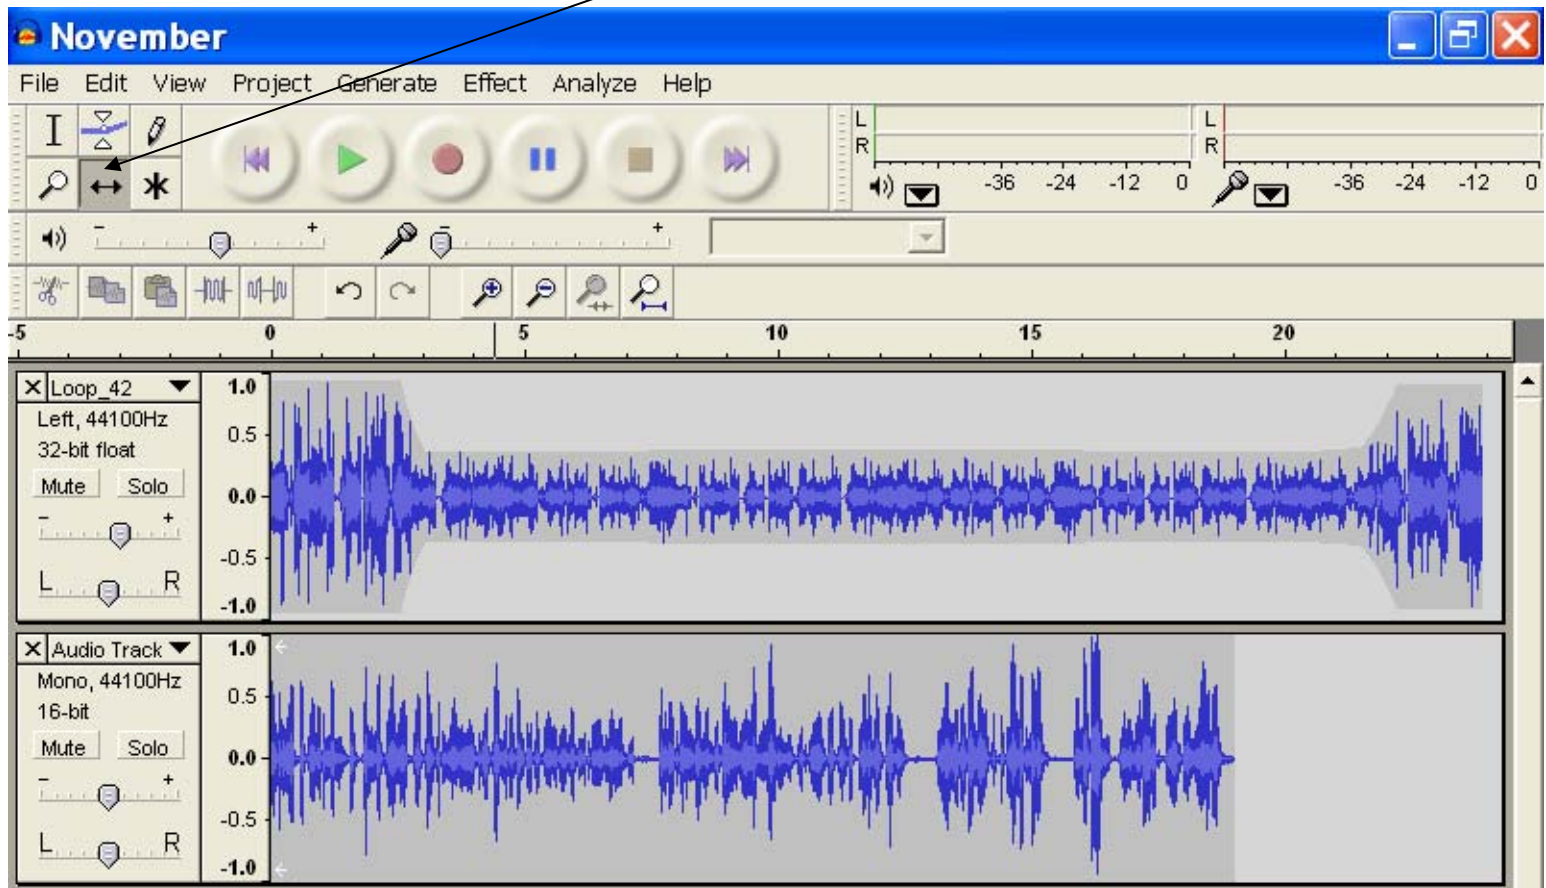 November
File Edit View Project Generate Effect Analyze Help
L
R
-36 -24 -12 0
L
R
-36 -24 -12 0
- +
- +
-5 0 5 10 15 20
Loop_42
Left, 44100Hz
32-bit float
Mute Solo
- +
L R
1.0
0.5
0.0
-0.5
-1.0
Audio Track
Mono, 44100Hz
16-bit
Mute Solo
- +
L R
1.0
0.5
0.0
-0.5
-1.0